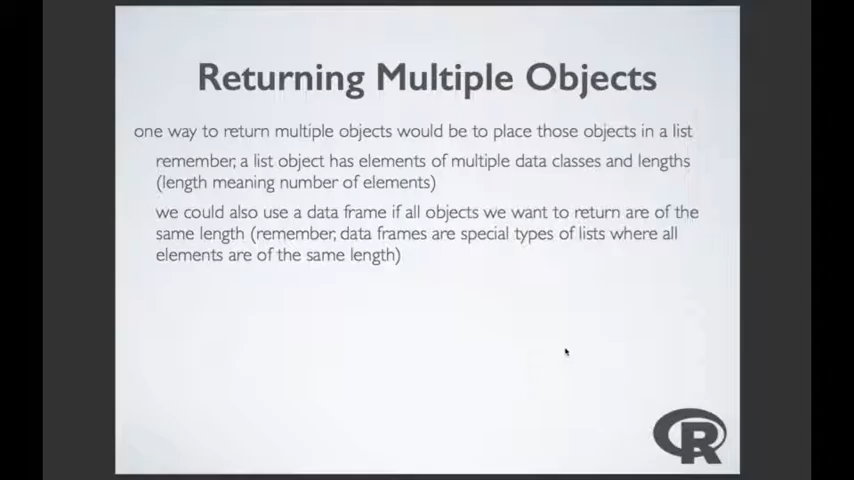 Returning Multiple Objects
one way to return multiple objects would be to place those objects in a list
remember, a list object has elements of multiple data classes and lengths
(length meaning number of elements)
we could also use a data frame if all objects we want to return are of the
same length (remember, data frames are special types of lists where all
elements are of the same length)
R